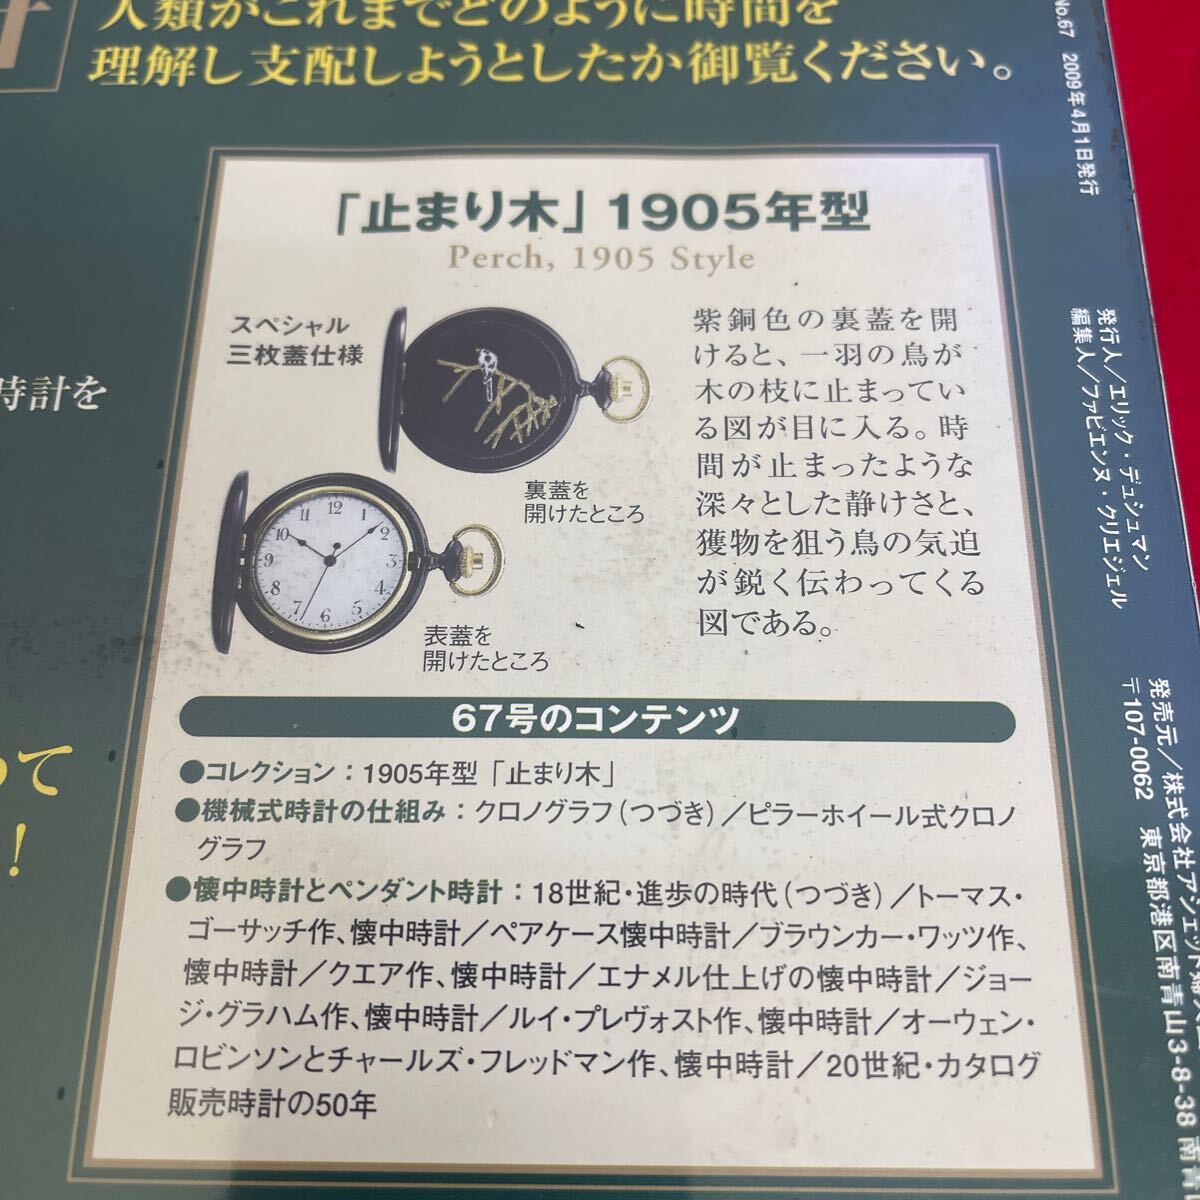 人類がこれまでどのように時間を
理解し支配しようとしたか御覧ください。
「止まり木」1905年型
Perch, 1905 Style
スペシャル
三枚蓋仕様
裏蓋を
開けたところ
表蓋を
開けたところ
紫銅色の裏蓋を開
けると、一羽の鳥が
木の枝に止まってい
る図が目に入る。時
間が止まったような
深々とした静けさと、
獲物を狙う鳥の気迫
が鋭く伝わってくる
図である。
12
1
2
3
4
5
6
7
8
9
10
11
67号のコンテンツ
●コレクション：1905年型「止まり木」
●機械式時計の仕組み：クロノグラフ(つづき)／ピラーホイール式クロノ
グラフ
●懐中時計とペンダント時計：18世紀・進歩の時代(つづき)／トーマス・
ゴーサッチ作、懐中時計／ペアケース懐中時計／ブラウンカー・ワッツ作、
懐中時計／クエア作、懐中時計／エナメル仕上げの懐中時計／ジョー
ジ・グラハム作、懐中時計／ルイ・プレヴォスト作、懐中時計／オーウェン・
ロビンソンとチャールズ・フレッドマン作、懐中時計／20世紀・カタログ
販売時計の50年
時計を
って
！
No.67 2009年4月1日発行
発行人／エリック・デュシュマン
編集人／ファビエンヌ・クリエジェル
発売元／株式会社アシェット婦人
〒107-0062 東京都港区南青山3-8-38 南青